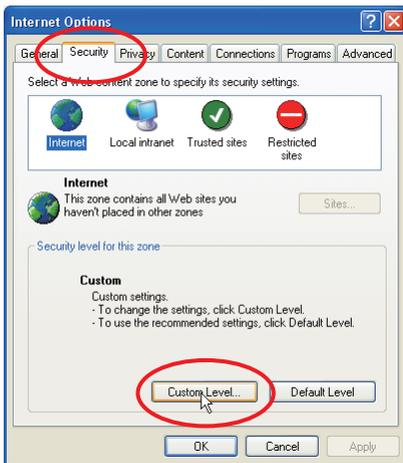 Internet Options
General Security Privacy Content Connections Programs Advanced
Select a Web content zone to specify its security settings.
Internet Local intranet Trusted sites Restricted
sites
Internet
This zone contains all Web sites you
haven't placed in other zones
Sites...
Security level for this zone
Custom
Custom settings.
- To change the settings, click Custom Level.
- To use the recommended settings, click Default Level.
Custom Level... Default Level
OK Cancel Apply